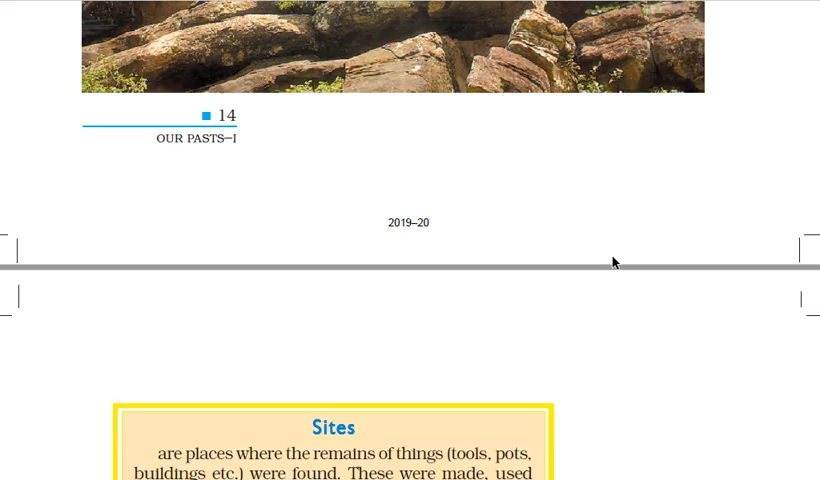 14
OUR PASTS–I
2019–20
Sites
are places where the remains of things (tools, pots,
buildings etc.) were found. These were made, used